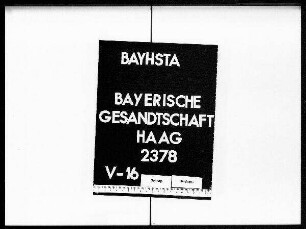 BAYHSTA
BAYERISCHE
GESANDTSCHAFT
HAAG
2378
V-16